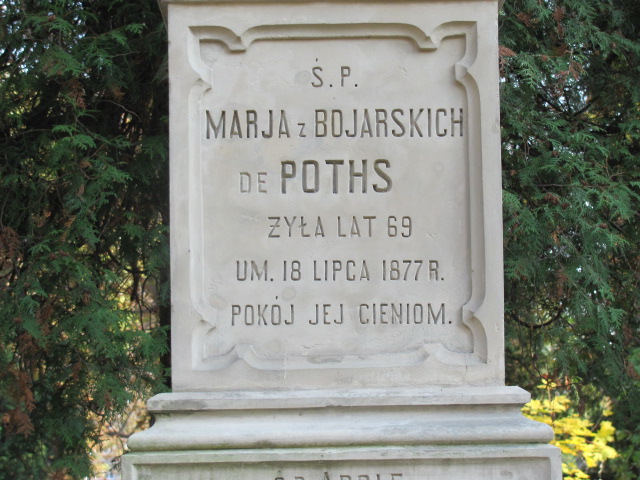 Ś. P.
MARJA z BOJARSKICH
DE POTHS
ŻYŁA LAT 69
UM. 18 LIPCA 1877 R.
POKÓJ JEJ CIENIOM.